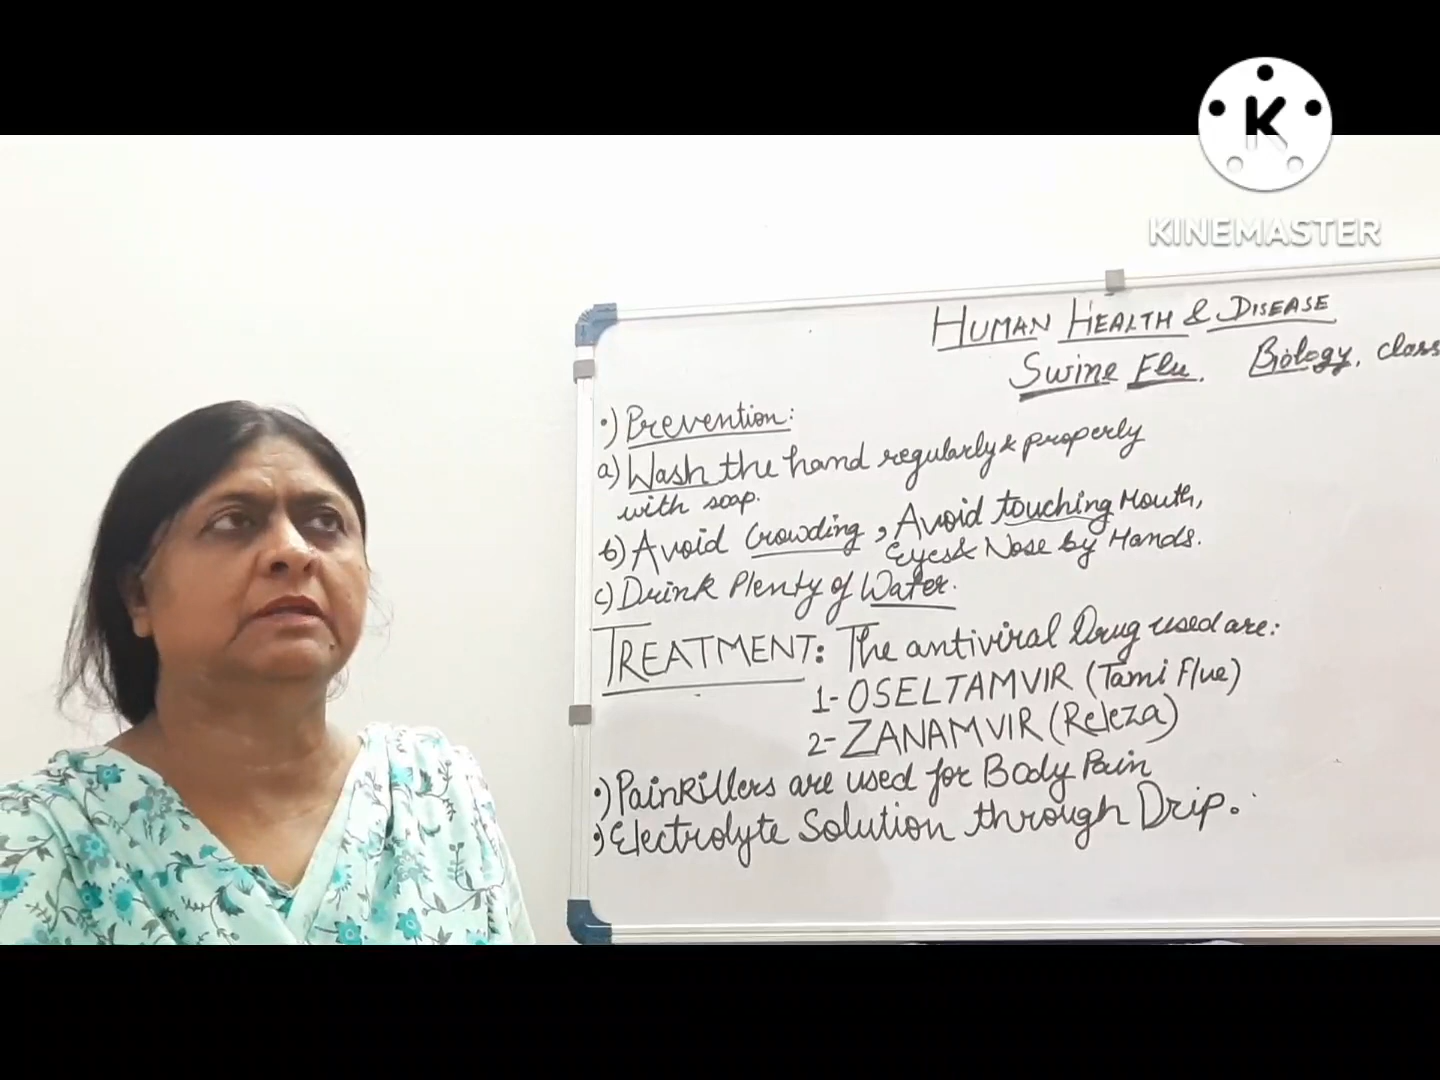 K
KINEMASTER
HUMAN HEALTH & DISEASE
Swine Flu. Biology, class
•) Prevention:
a) Wash the hand regularly & properly
with soap.
b) Avoid Crowding, Avoid touching Mouth,
Eyes & Nose by Hands.
c) Drink Plenty of Water.
TREATMENT: The antiviral Drug used are:
1- OSELTAMVIR (Tami Flue)
2- ZANAMVIR (Releza)
•) Painkillers are used for Body Pain
•) Electrolyte Solution through Drip.